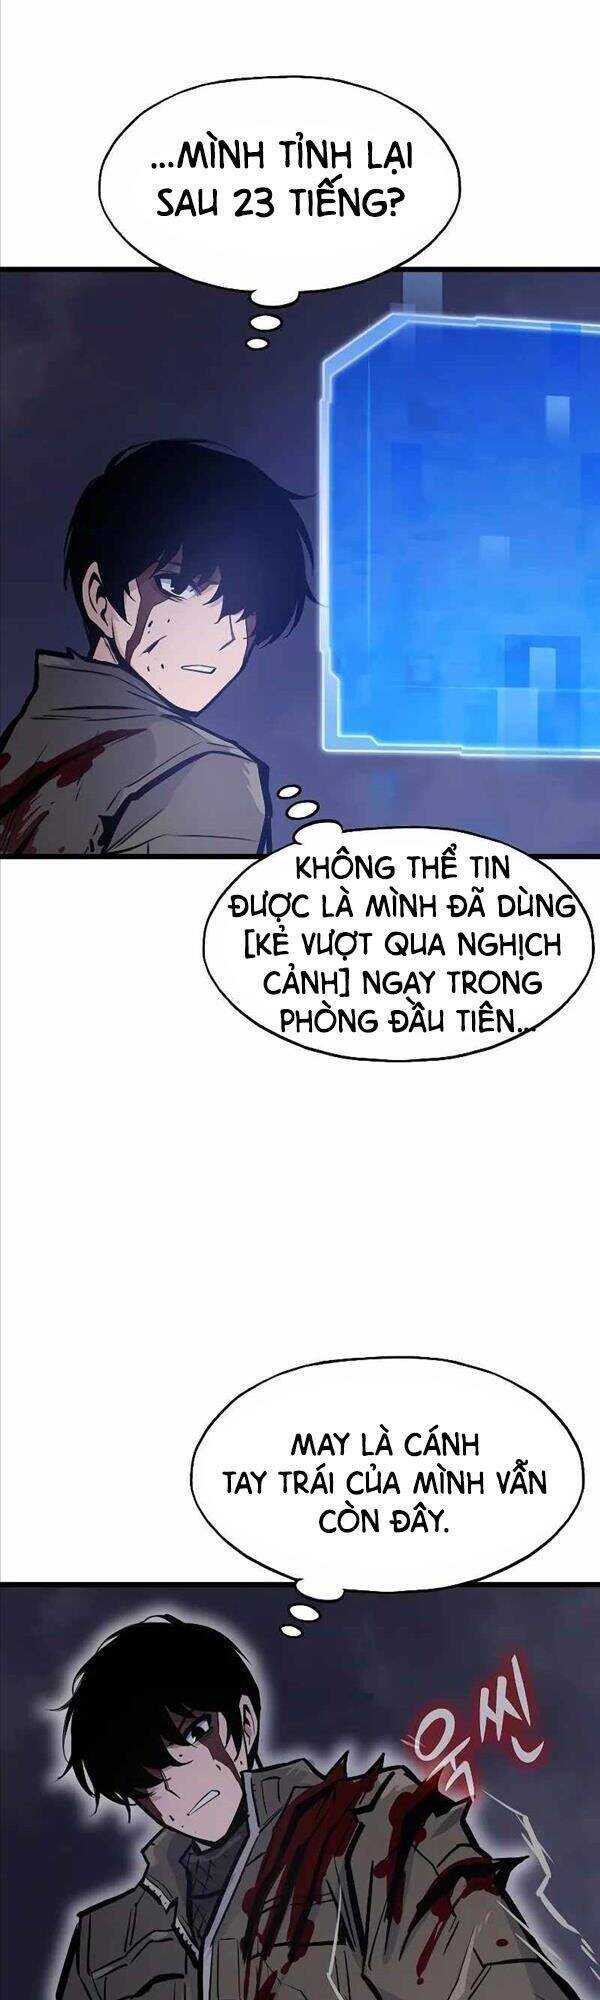 ...MÌNH TỈNH LẠI
SAU 23 TIẾNG?
KHÔNG THỂ TIN
ĐƯỢC LÀ MÌNH ĐÃ DÙNG
[KẺ VƯỢT QUA NGHỊCH
CẢNH] NGAY TRONG
PHÒNG ĐẦU TIÊN...
MAY LÀ CÁNH
TAY TRÁI CỦA MÌNH VẪN
CÒN ĐÂY.
욱씬